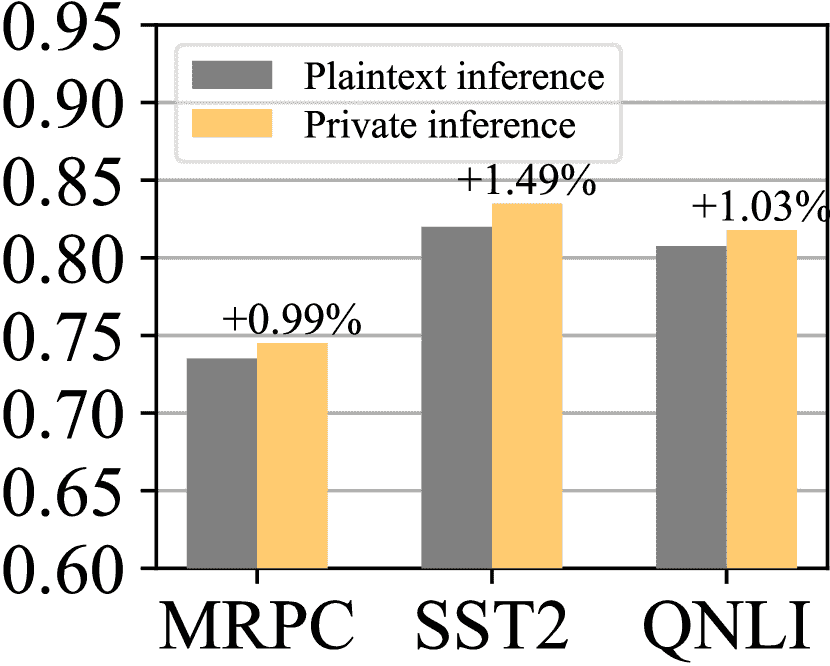 0.95
0.90
0.85
0.80
0.75
0.70
0.65
0.60
Plaintext inference
Private inference
+0.99%
+1.49%
+1.03%
MRPC
SST2
QNLI